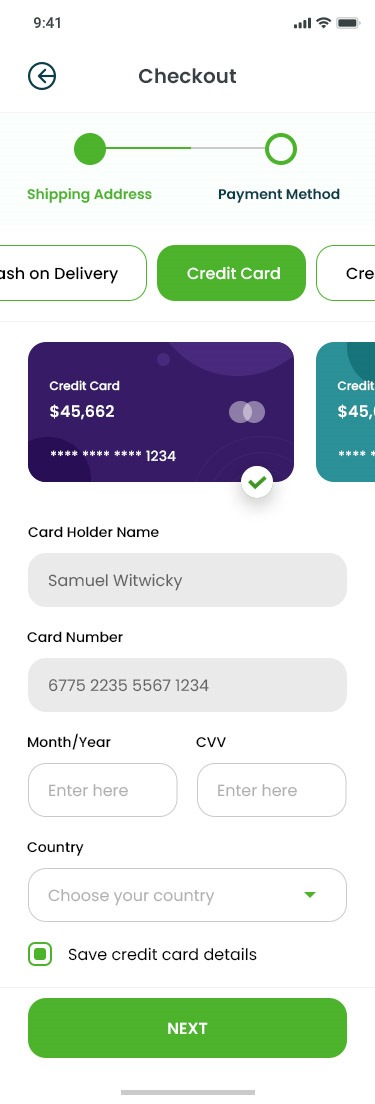 9:41
Checkout
Shipping Address Payment Method
ash on Delivery Credit Card Cre
Credit Card Credit
$45,662 $45,
**** **** **** 1234 **** *
Card Holder Name
Samuel Witwicky
Card Number
6775 2235 5567 1234
Month/Year CVV
Enter here Enter here
Country
Choose your country
Save credit card details
NEXT